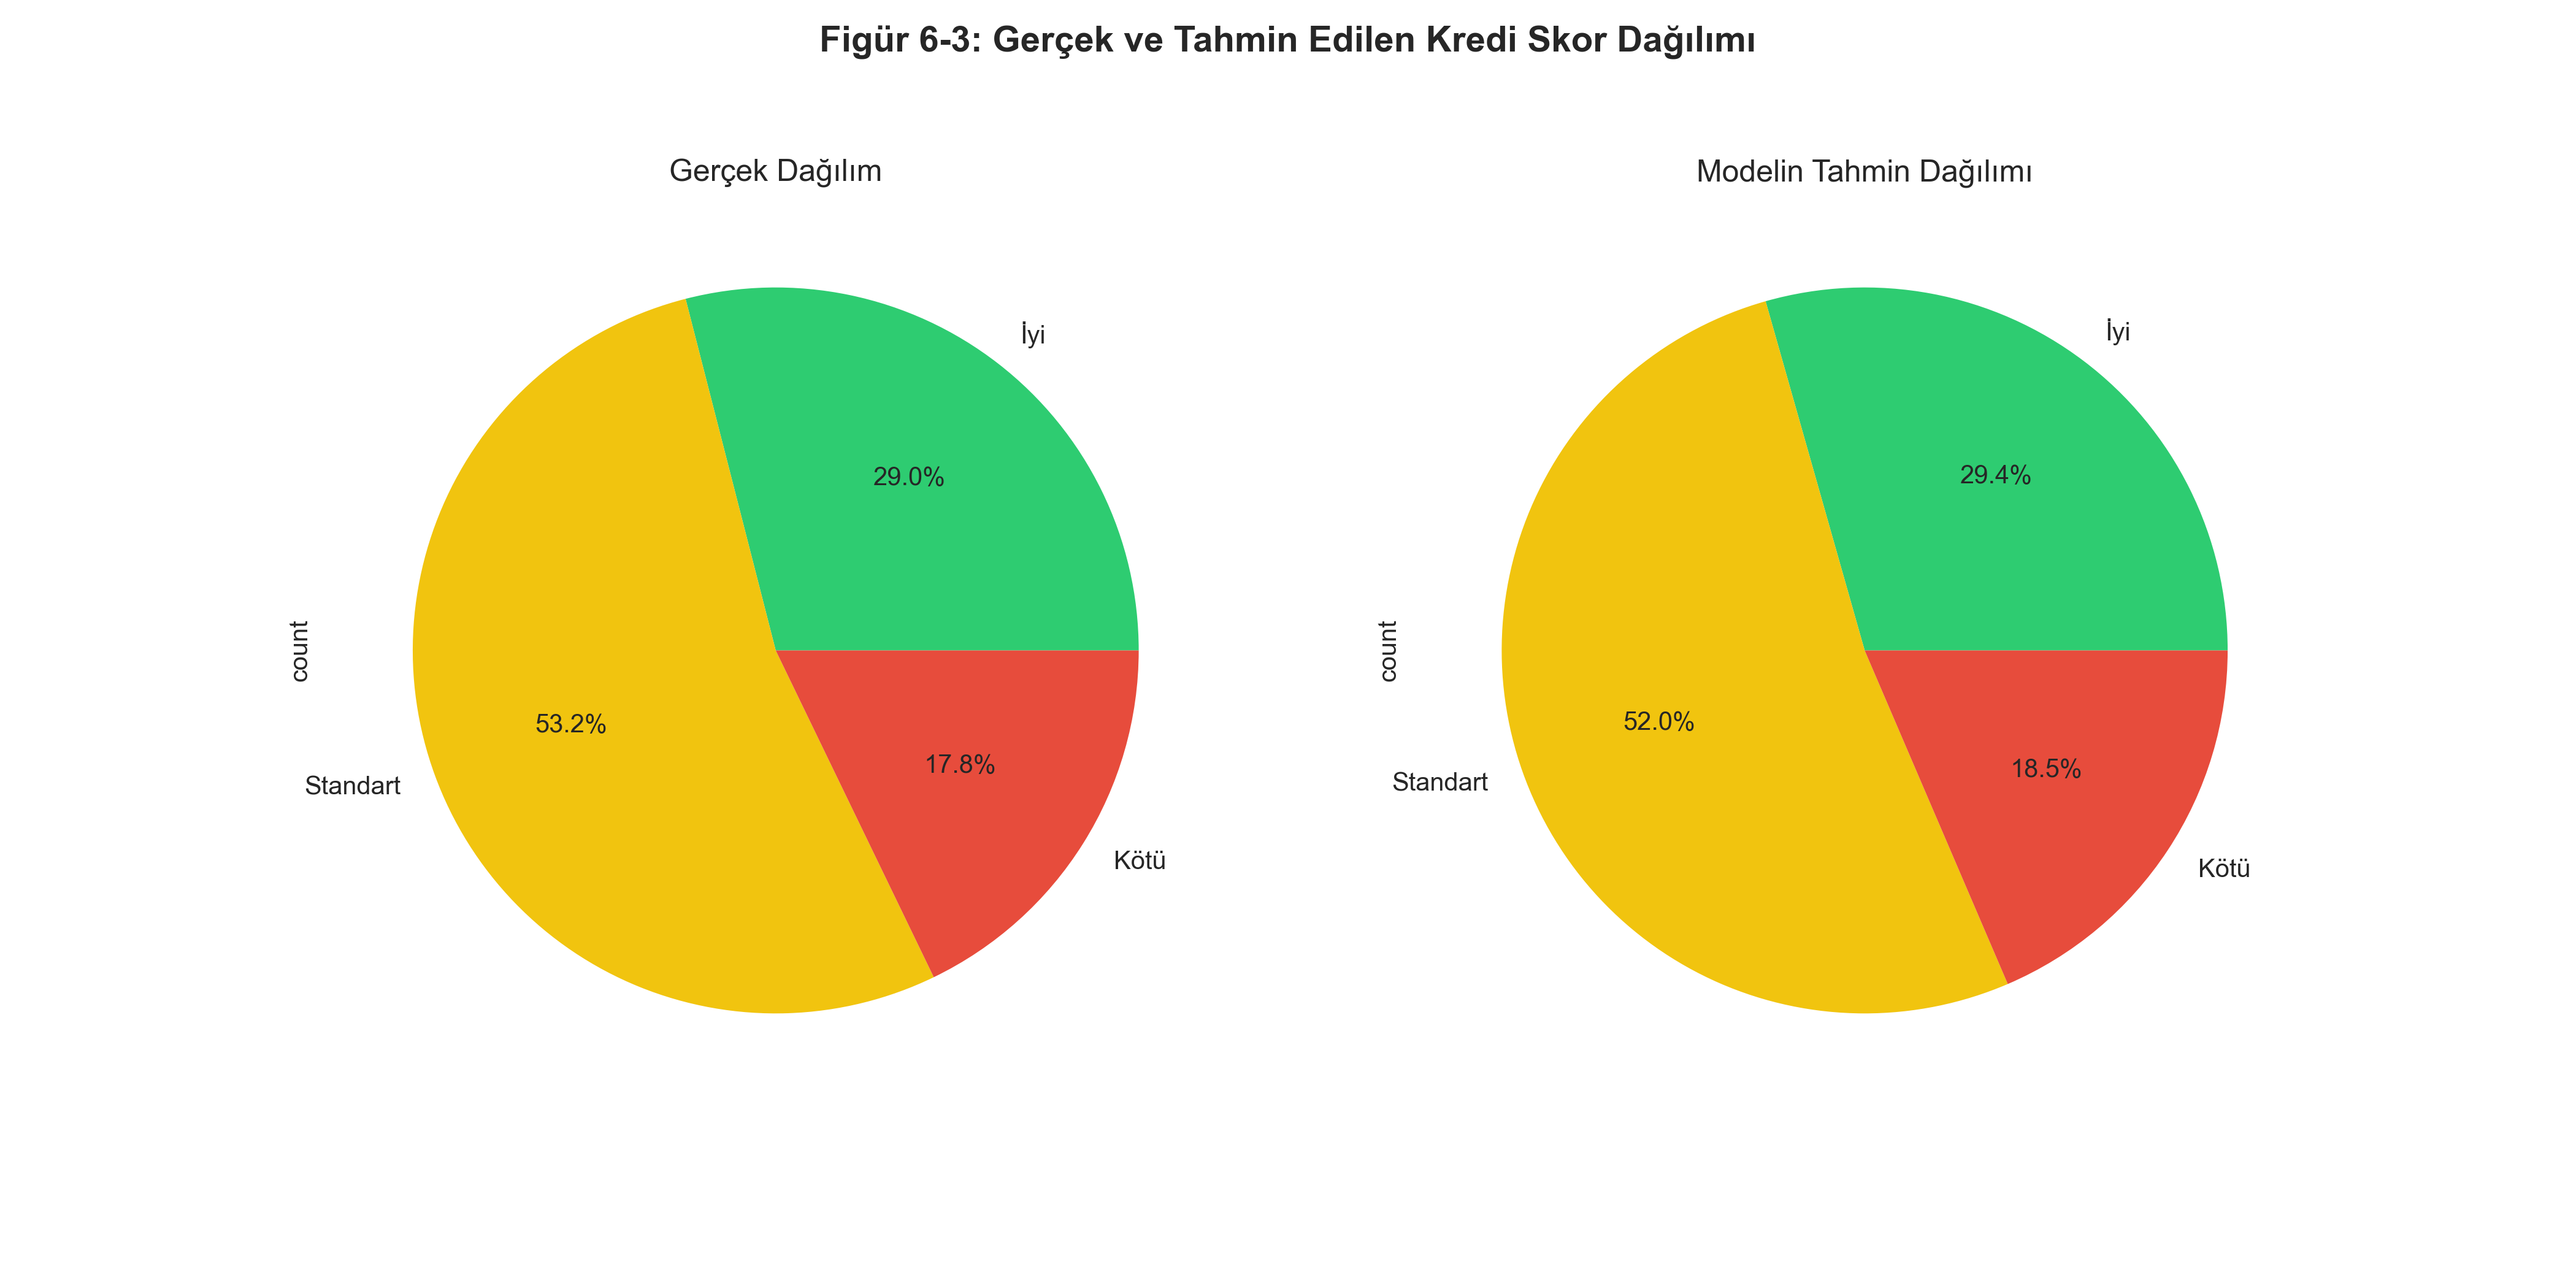 Figür 6-3: Gerçek ve Tahmin Edilen Kredi Skor Dağılımı
Gerçek Dağılım
İyi
29.0%
count
53.2%
Standart
17.8%
Kötü
Modelin Tahmin Dağılımı
İyi
29.4%
count
52.0%
Standart
18.5%
Kötü